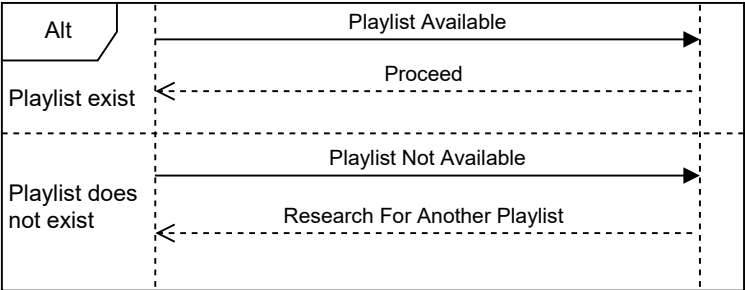 Alt
Playlist Available
Proceed
Playlist exist
Playlist Not Available
Playlist does
not exist
Research For Another Playlist